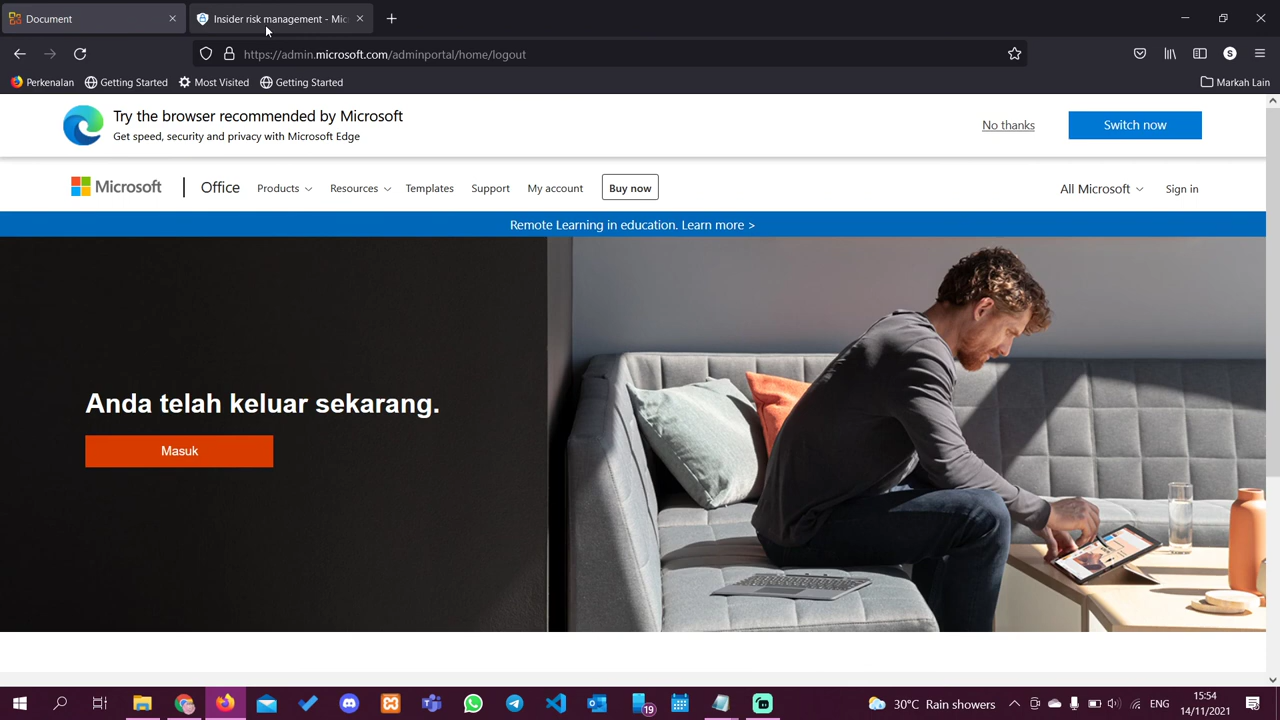 Document
Insider risk management - Mic
https://admin.microsoft.com/adminportal/home/logout
S
Perkenalan
Getting Started
Most Visited
Getting Started
Markah Lain
Try the browser recommended by Microsoft
Get speed, security and privacy with Microsoft Edge
No thanks
Switch now
Microsoft
Office
Products
Resources
Templates
Support
My account
Buy now
All Microsoft
Sign in
Remote Learning in education. Learn more >
Anda telah keluar sekarang.
Masuk
19
30°C Rain showers
ENG
15:54
14/11/2021